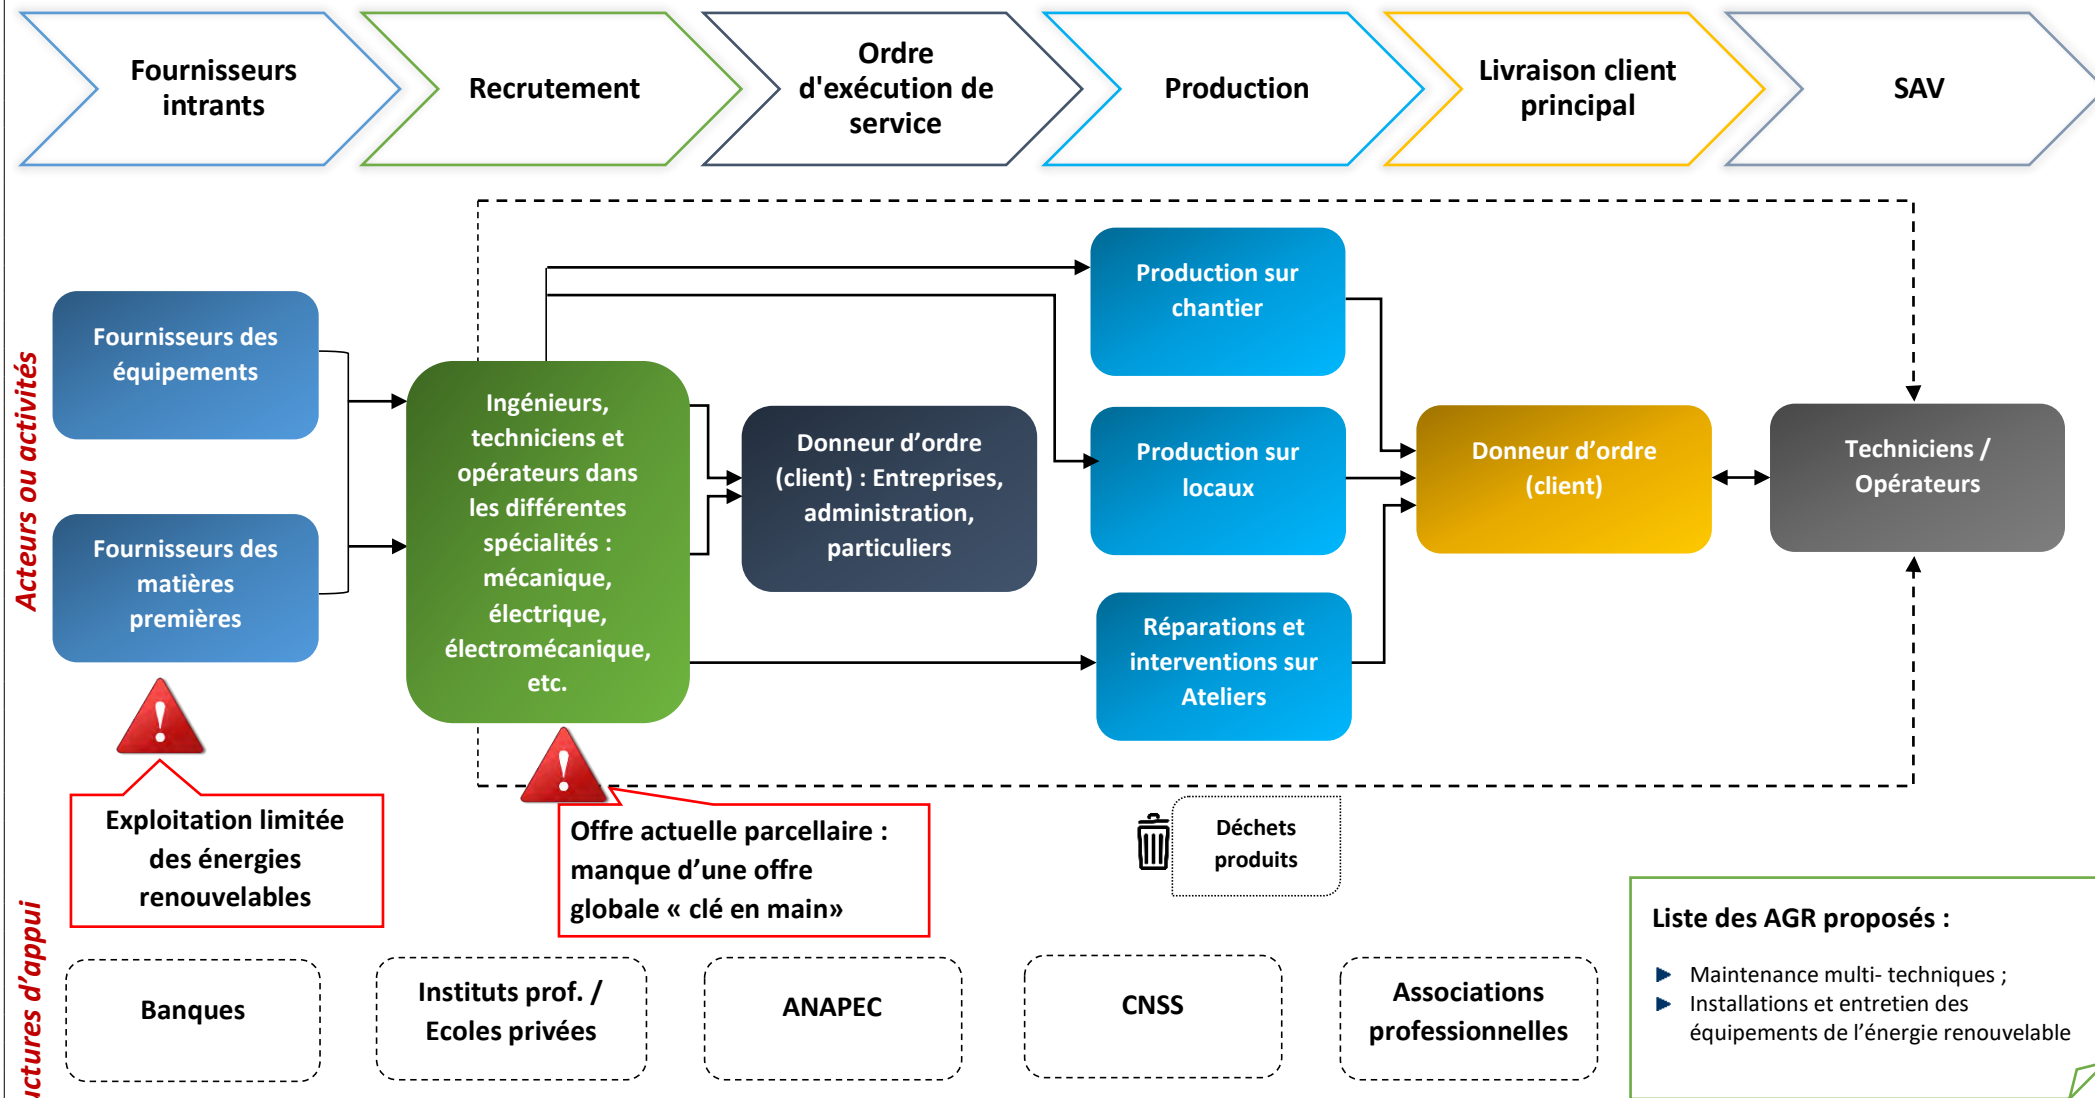 Fournisseurs
intrants
Recrutement
Ordre
d'exécution de
service
Production
Livraison client
principal
SAV
Acteurs ou activités
Fournisseurs des
équipements
Fournisseurs des
matières
premières
Ingénieurs,
techniciens et
opérateurs dans
les différentes
spécialités :
mécanique,
électrique,
électromécanique,
etc.
Donneur d’ordre
(client) : Entreprises,
administration,
particuliers
Production sur
chantier
Production sur
locaux
Réparations et
interventions sur
Ateliers
Donneur d’ordre
(client)
Techniciens /
Opérateurs
Exploitation limitée
des énergies
renouvelables
Offre actuelle parcellaire :
manque d’une offre
globale « clé en main»
Déchets
produits
uctures d’appui
Banques
Instituts prof. /
Ecoles privées
ANAPEC
CNSS
Associations
professionnelles
Liste des AGR proposés :
Maintenance multi- techniques ;
Installations et entretien des
équipements de l’énergie renouvelable